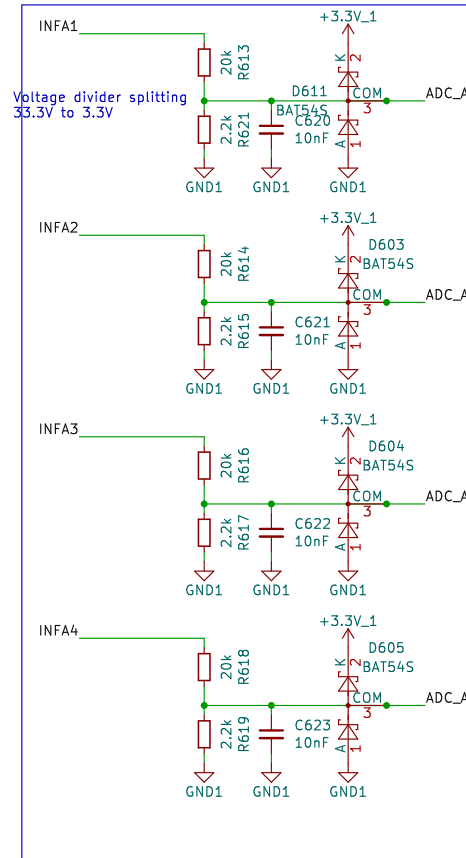 INFA1
+3.3V_1
20k
R613
K
2
Voltage divider splitting
33.3V to 3.3V
D611
BAT54S
COM
3
ADC_A
2.2k
R621
C620
10nF
A
1
GND1
GND1
GND1
INFA2
+3.3V_1
20k
R614
K
2
D603
BAT54S
COM
3
ADC_A
2.2k
R615
C621
10nF
A
1
GND1
GND1
GND1
INFA3
+3.3V_1
20k
R616
K
2
D604
BAT54S
COM
3
ADC_A
2.2k
R617
C622
10nF
A
1
GND1
GND1
GND1
INFA4
+3.3V_1
20k
R618
K
2
D605
BAT54S
COM
3
ADC_A
2.2k
R619
C623
10nF
A
1
GND1
GND1
GND1